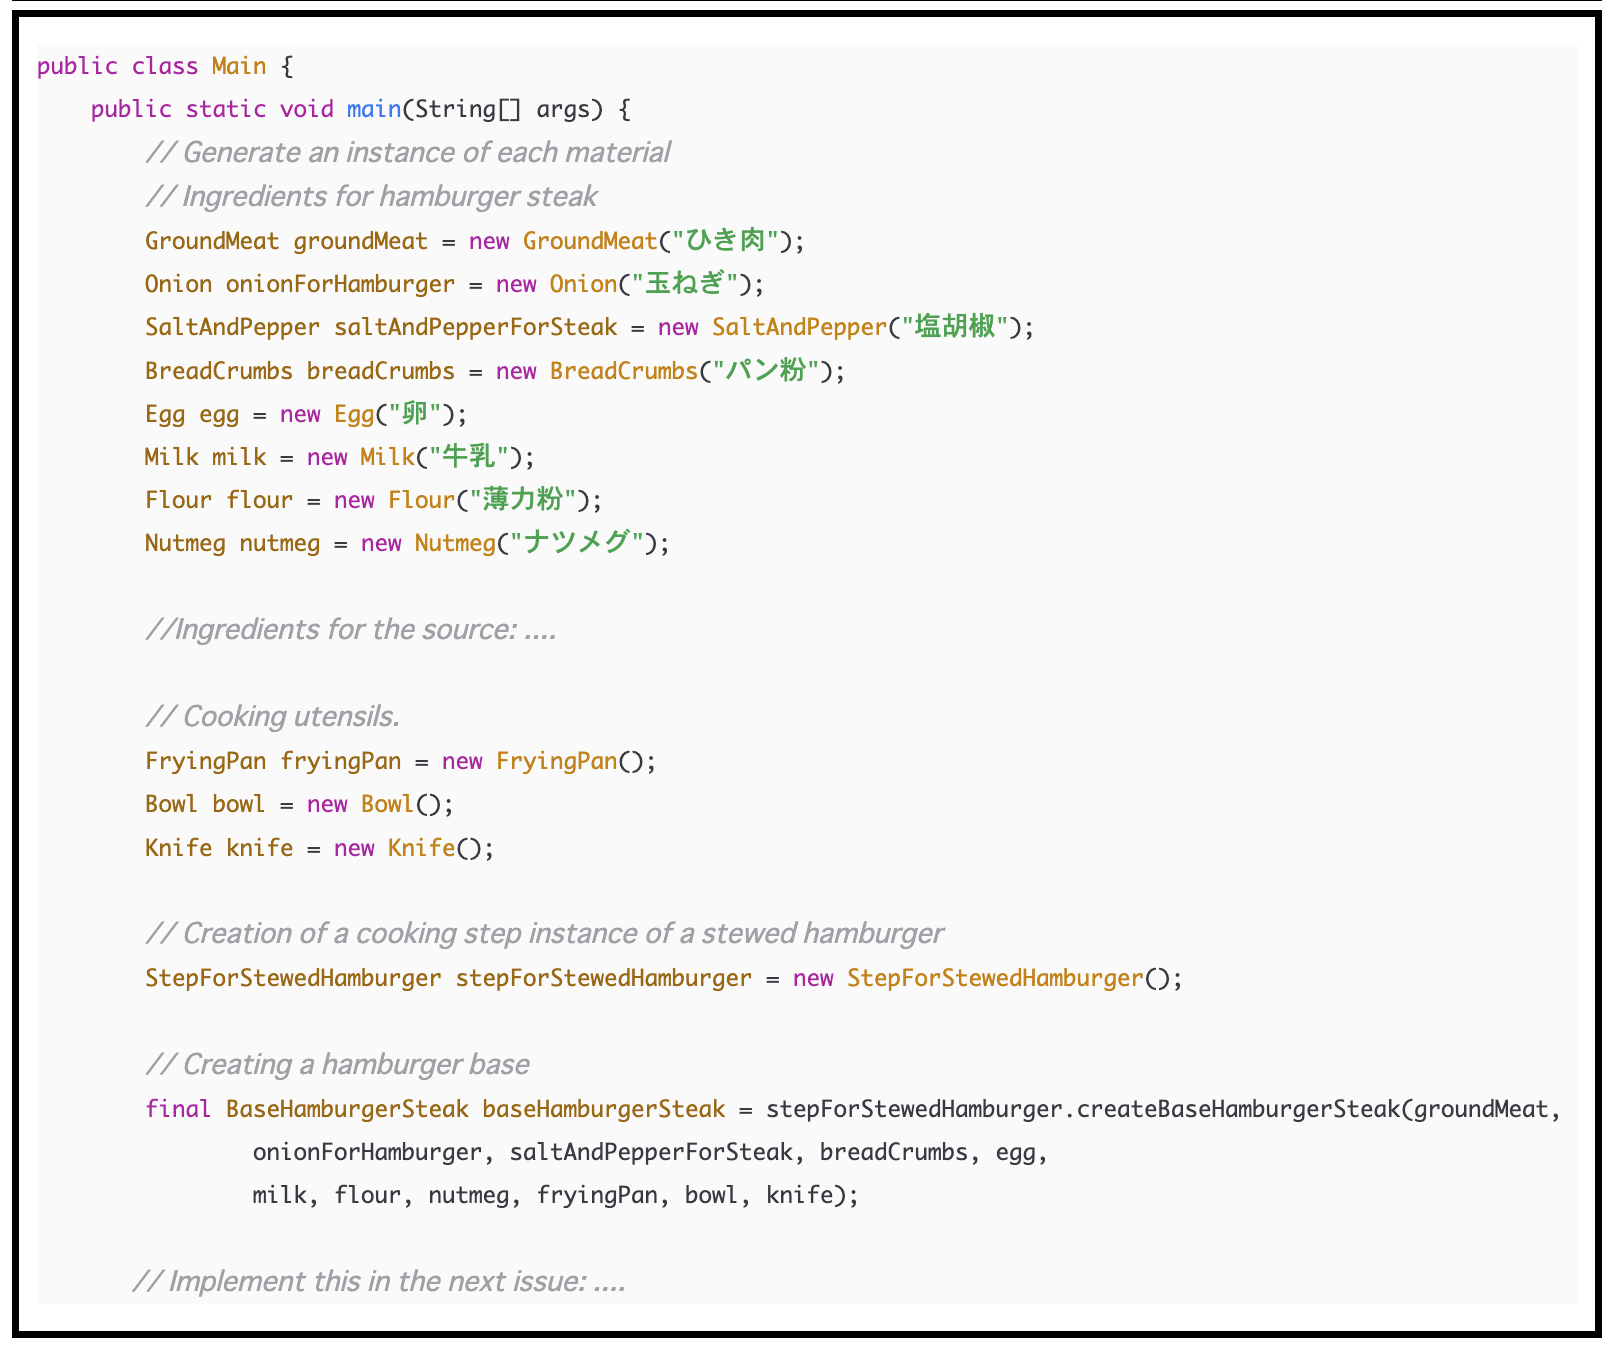 public class Main {
public static void main(String[] args) {
// Generate an instance of each material
// Ingredients for hamburger steak
GroundMeat groundMeat = new GroundMeat("ひき肉");
Onion onionForHamburger = new Onion("玉ねぎ");
SaltAndPepper saltAndPepperForSteak = new SaltAndPepper("塩胡椒");
BreadCrumbs breadCrumbs = new BreadCrumbs("パン粉");
Egg egg = new Egg("卵");
Milk milk = new Milk("牛乳");
Flour flour = new Flour("薄力粉");
Nutmeg nutmeg = new Nutmeg("ナツメグ");
//Ingredients for the source: ....
// Cooking utensils.
FryingPan fryingPan = new FryingPan();
Bowl bowl = new Bowl();
Knife knife = new Knife();
// Creation of a cooking step instance of a stewed hamburger
StepForStewedHamburger stepForStewedHamburger = new StepForStewedHamburger();
// Creating a hamburger base
final BaseHamburgerSteak baseHamburgerSteak = stepForStewedHamburger.createBaseHamburgerSteak(groundMeat,
onionForHamburger, saltAndPepperForSteak, breadCrumbs, egg,
milk, flour, nutmeg, fryingPan, bowl, knife);
// Implement this in the next issue: ....